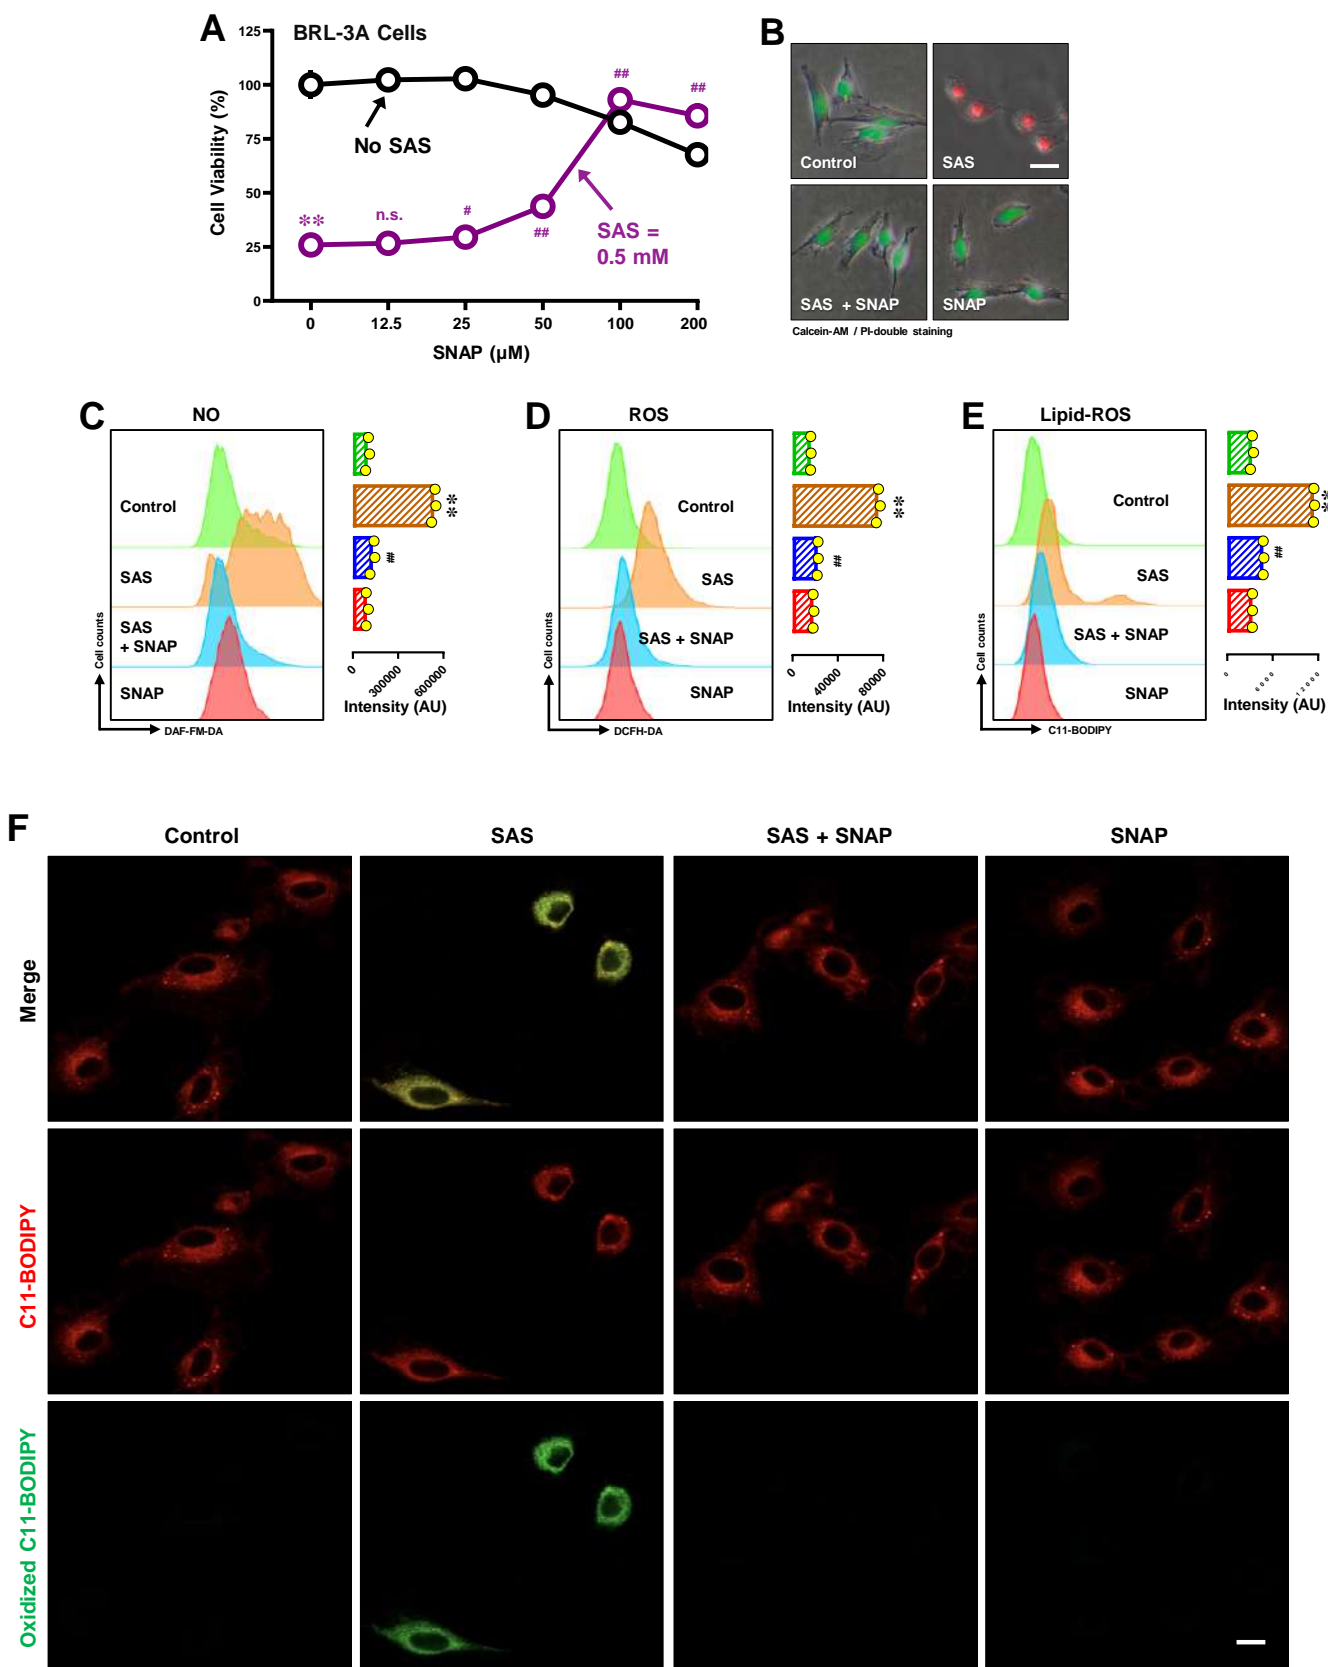 A
BRL-3A Cells
125
100
75
50
25
0
Cell Viability (%)
No SAS
**
n.s.
#
##
##
##
SAS =
0.5 mM
0
12.5
25
50
100
200
SNAP (µM)
B
Control
SAS
SAS + SNAP
SNAP
Calcein-AM / PI-double staining
C
NO
Control
SAS
SAS
+ SNAP
SNAP
Cell counts
DAF-FM-DA
**
##
0
300000
600000
Intensity (AU)
D
ROS
Control
SAS
SAS + SNAP
SNAP
Cell counts
DCFH-DA
**
##
0
40000
80000
Intensity (AU)
E
Lipid-ROS
Control
SAS
SAS + SNAP
SNAP
Cell counts
C11-BODIPY
**
##
0
6000
12000
Intensity (AU)
F
Control
SAS
SAS + SNAP
SNAP
Merge
C11-BODIPY
Oxidized C11-BODIPY